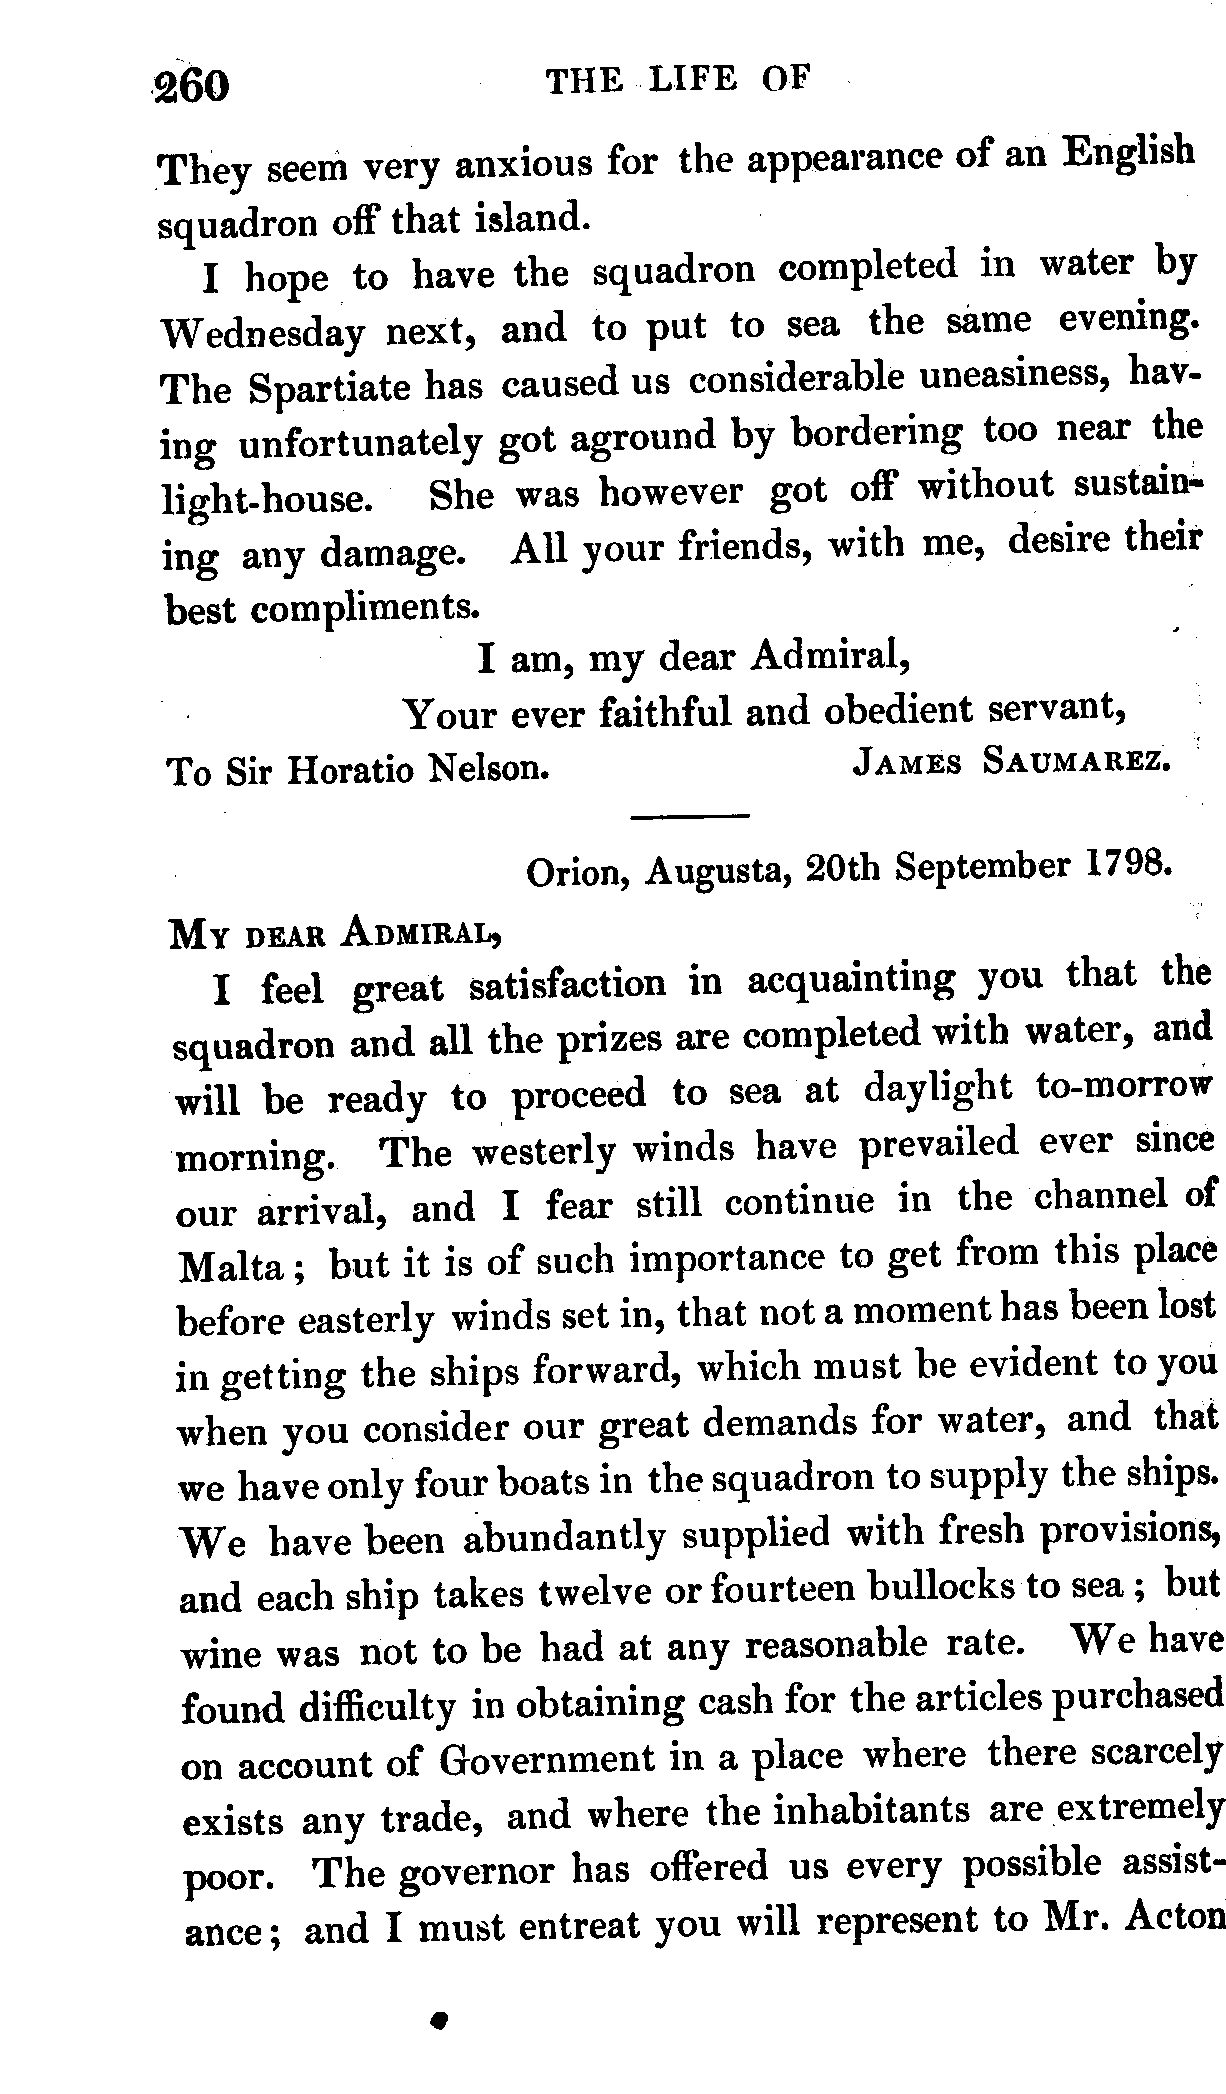 260 THE LIFE OF
They seem very anxious for the appearance of an English
squadron off that island.
I hope to have the squadron completed in water by
Wednesday next, and to put to sea the same evening.
The Spartiate has caused us considerable uneasiness, hav-
ing unfortunately got aground by bordering too near the
light-house. She was however got off without sustain-
ing any damage. All your friends, with me, desire their
best compliments.
I am, my dear Admiral,
Your ever faithful and obedient servant,
To Sir Horatio Nelson. JAMES SAUMAREZ.
Orion, Augusta, 20th September 1798.
MY DEAR ADMIRAL,
I feel great satisfaction in acquainting you that the
squadron and all the prizes are completed with water, and
will be ready to proceed to sea at daylight to-morrow
morning. The westerly winds have prevailed ever since
our arrival, and I fear still continue in the channel of
Malta; but it is of such importance to get from this place
before easterly winds set in, that not a moment has been lost
in getting the ships forward, which must be evident to you
when you consider our great demands for water, and that
we have only four boats in the squadron to supply the ships.
We have been abundantly supplied with fresh provisions,
and each ship takes twelve or fourteen bullocks to sea; but
wine was not to be had at any reasonable rate. We have
found difficulty in obtaining cash for the articles purchased
on account of Government in a place where there scarcely
exists any trade, and where the inhabitants are extremely
poor. The governor has offered us every possible assist-
ance; and I must entreat you will represent to Mr. Acton